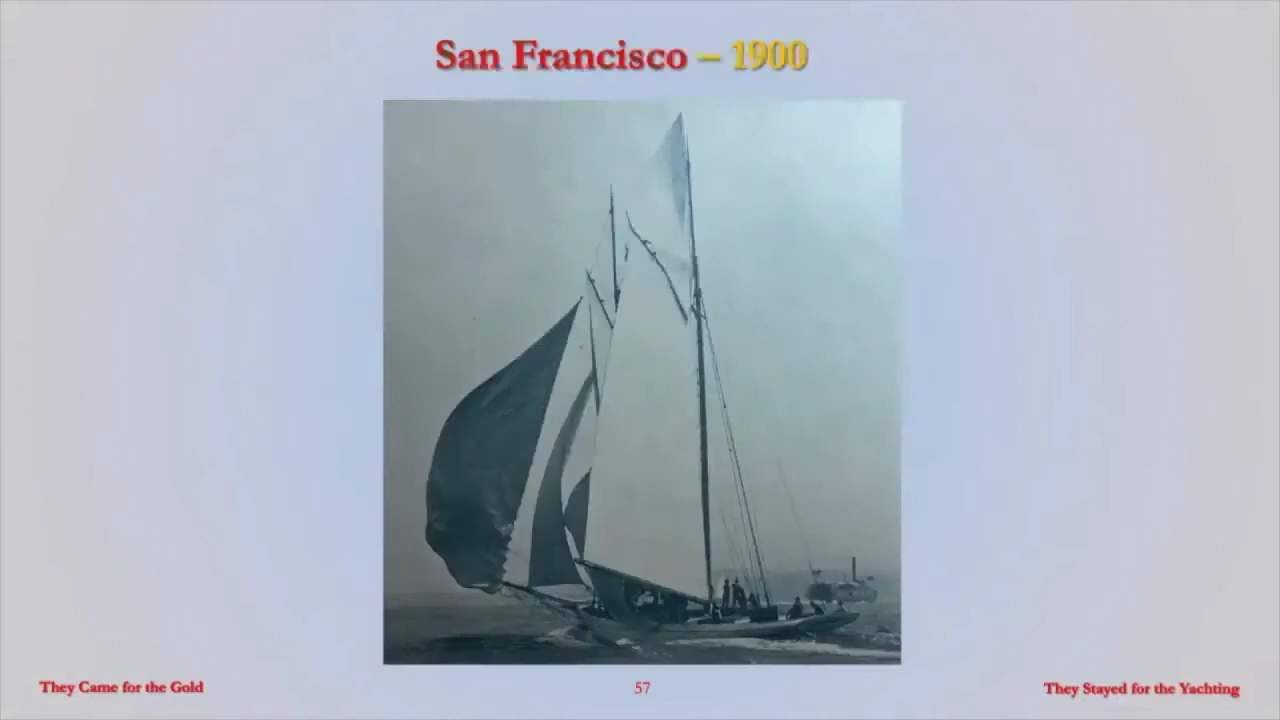 San Francisco – 1900
They Came for the Gold
57
They Stayed for the Yachting